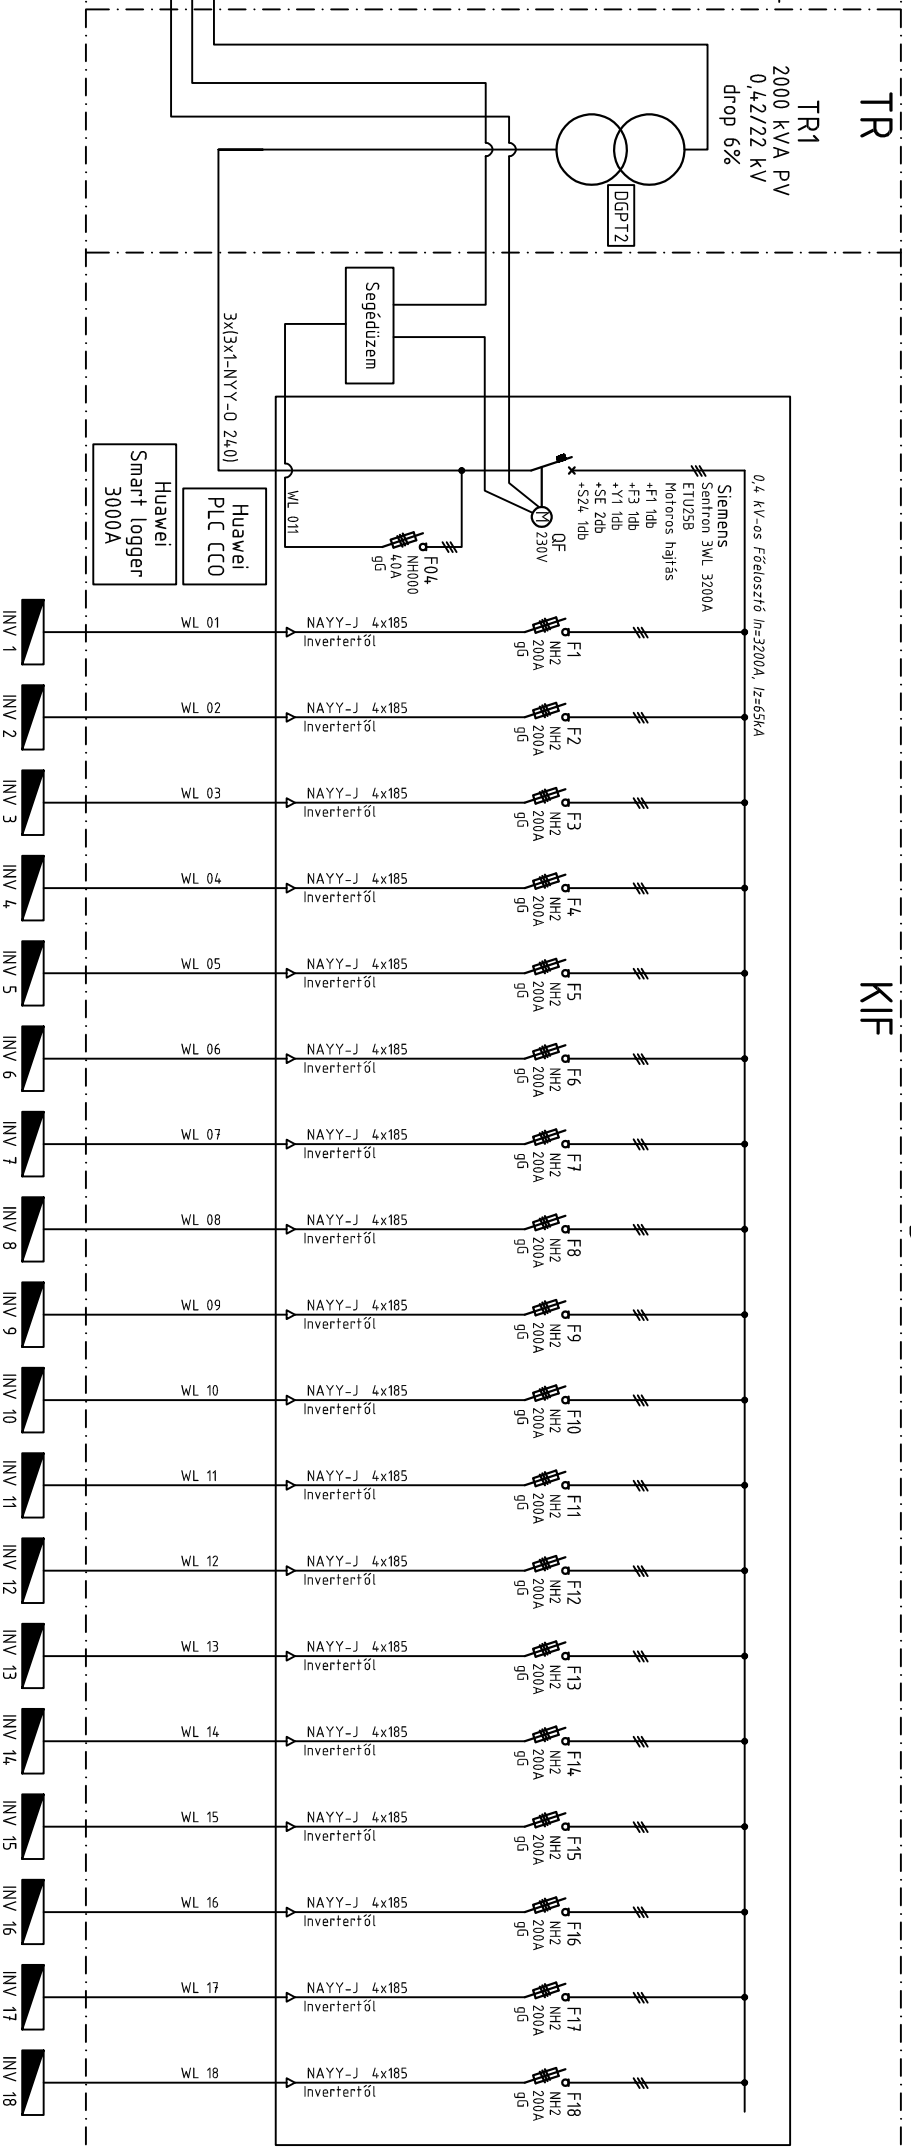 TR
TR1
2000 kVA PV
0,42/22 kV
drop 6%
DGPT2
KIF
0,4 kV-os Főelosztó In=3200A, Iz=65kA
Siemens
Sentron 3WL 3200A
ETU25B
Motoros hajtás
+F1 1db
+F3 1db
+Y1 1db
+SE 2db
+S24 1db
QF
M
230V
Segédüzem
3x(3x1-NYY-O 240)
WL 011
F04
NH000
40A
gG
Huawei
PLC CCO
Huawei
Smart logger
3000A
F1
NH2
200A
gG
NAYY-J 4x185
Invertertől
WL 01
INV 1
F2
NH2
200A
gG
NAYY-J 4x185
Invertertől
WL 02
INV 2
F3
NH2
200A
gG
NAYY-J 4x185
Invertertől
WL 03
INV 3
F4
NH2
200A
gG
NAYY-J 4x185
Invertertől
WL 04
INV 4
F5
NH2
200A
gG
NAYY-J 4x185
Invertertől
WL 05
INV 5
F6
NH2
200A
gG
NAYY-J 4x185
Invertertől
WL 06
INV 6
F7
NH2
200A
gG
NAYY-J 4x185
Invertertől
WL 07
INV 7
F8
NH2
200A
gG
NAYY-J 4x185
Invertertől
WL 08
INV 8
F9
NH2
200A
gG
NAYY-J 4x185
Invertertől
WL 09
INV 9
F10
NH2
200A
gG
NAYY-J 4x185
Invertertől
WL 10
INV 10
F11
NH2
200A
gG
NAYY-J 4x185
Invertertől
WL 11
INV 11
F12
NH2
200A
gG
NAYY-J 4x185
Invertertől
WL 12
INV 12
F13
NH2
200A
gG
NAYY-J 4x185
Invertertől
WL 13
INV 13
F14
NH2
200A
gG
NAYY-J 4x185
Invertertől
WL 14
INV 14
F15
NH2
200A
gG
NAYY-J 4x185
Invertertől
WL 15
INV 15
F16
NH2
200A
gG
NAYY-J 4x185
Invertertől
WL 16
INV 16
F17
NH2
200A
gG
NAYY-J 4x185
Invertertől
WL 17
INV 17
F18
NH2
200A
gG
NAYY-J 4x185
Invertertől
WL 18
INV 18